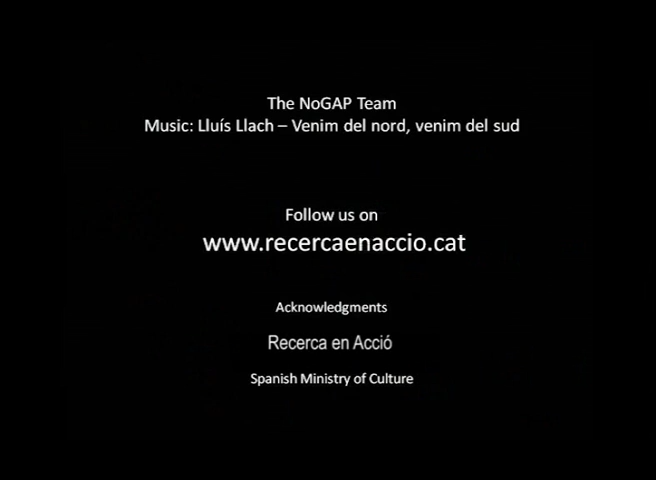 The NoGAP Team
Music: Lluís Llach – Venim del nord, venim del sud
Follow us on
www.recercaenaccio.cat
Acknowledgments
Recerca en Acció
Spanish Ministry of Culture